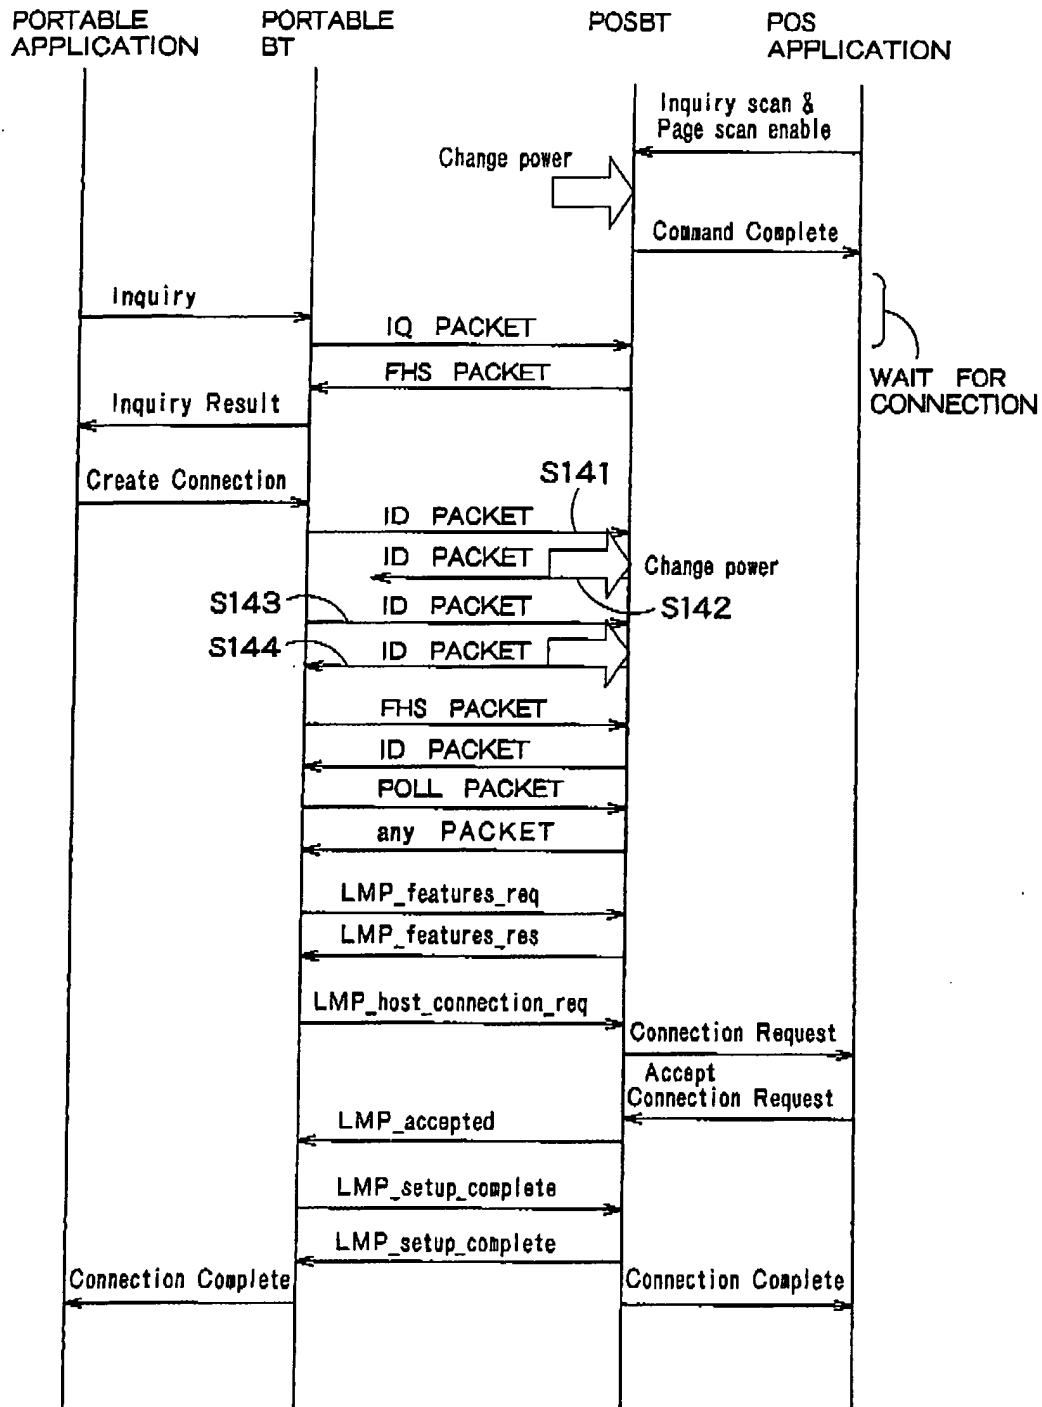 PORTABLE
APPLICATION
PORTABLE
BT
POSBT
POS
APPLICATION
Inquiry scan &
Page scan enable
Change power
Command Complete
Inquiry
IQ PACKET
FHS PACKET
WAIT FOR
CONNECTION
Inquiry Result
Create Connection
S141
ID PACKET
ID PACKET
Change power
S142
S143
ID PACKET
S144
ID PACKET
FHS PACKET
ID PACKET
POLL PACKET
any PACKET
LMP_features_req
LMP_features_res
LMP_host_connection_req
Connection Request
Accept
Connection Request
LMP_accepted
LMP_setup_complete
LMP_setup_complete
Connection Complete
Connection Complete